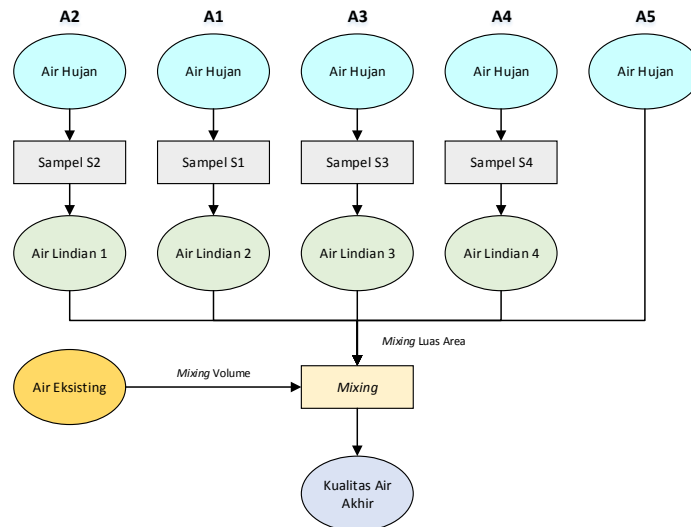 A2
A1
A3
A4
A5
Air Hujan
Air Hujan
Air Hujan
Air Hujan
Air Hujan
Sampel S2
Sampel S1
Sampel S3
Sampel S4
Air Lindian 1
Air Lindian 2
Air Lindian 3
Air Lindian 4
Mixing Luas Area
Air Eksisting
Mixing Volume
Mixing
Kualitas Air
Akhir